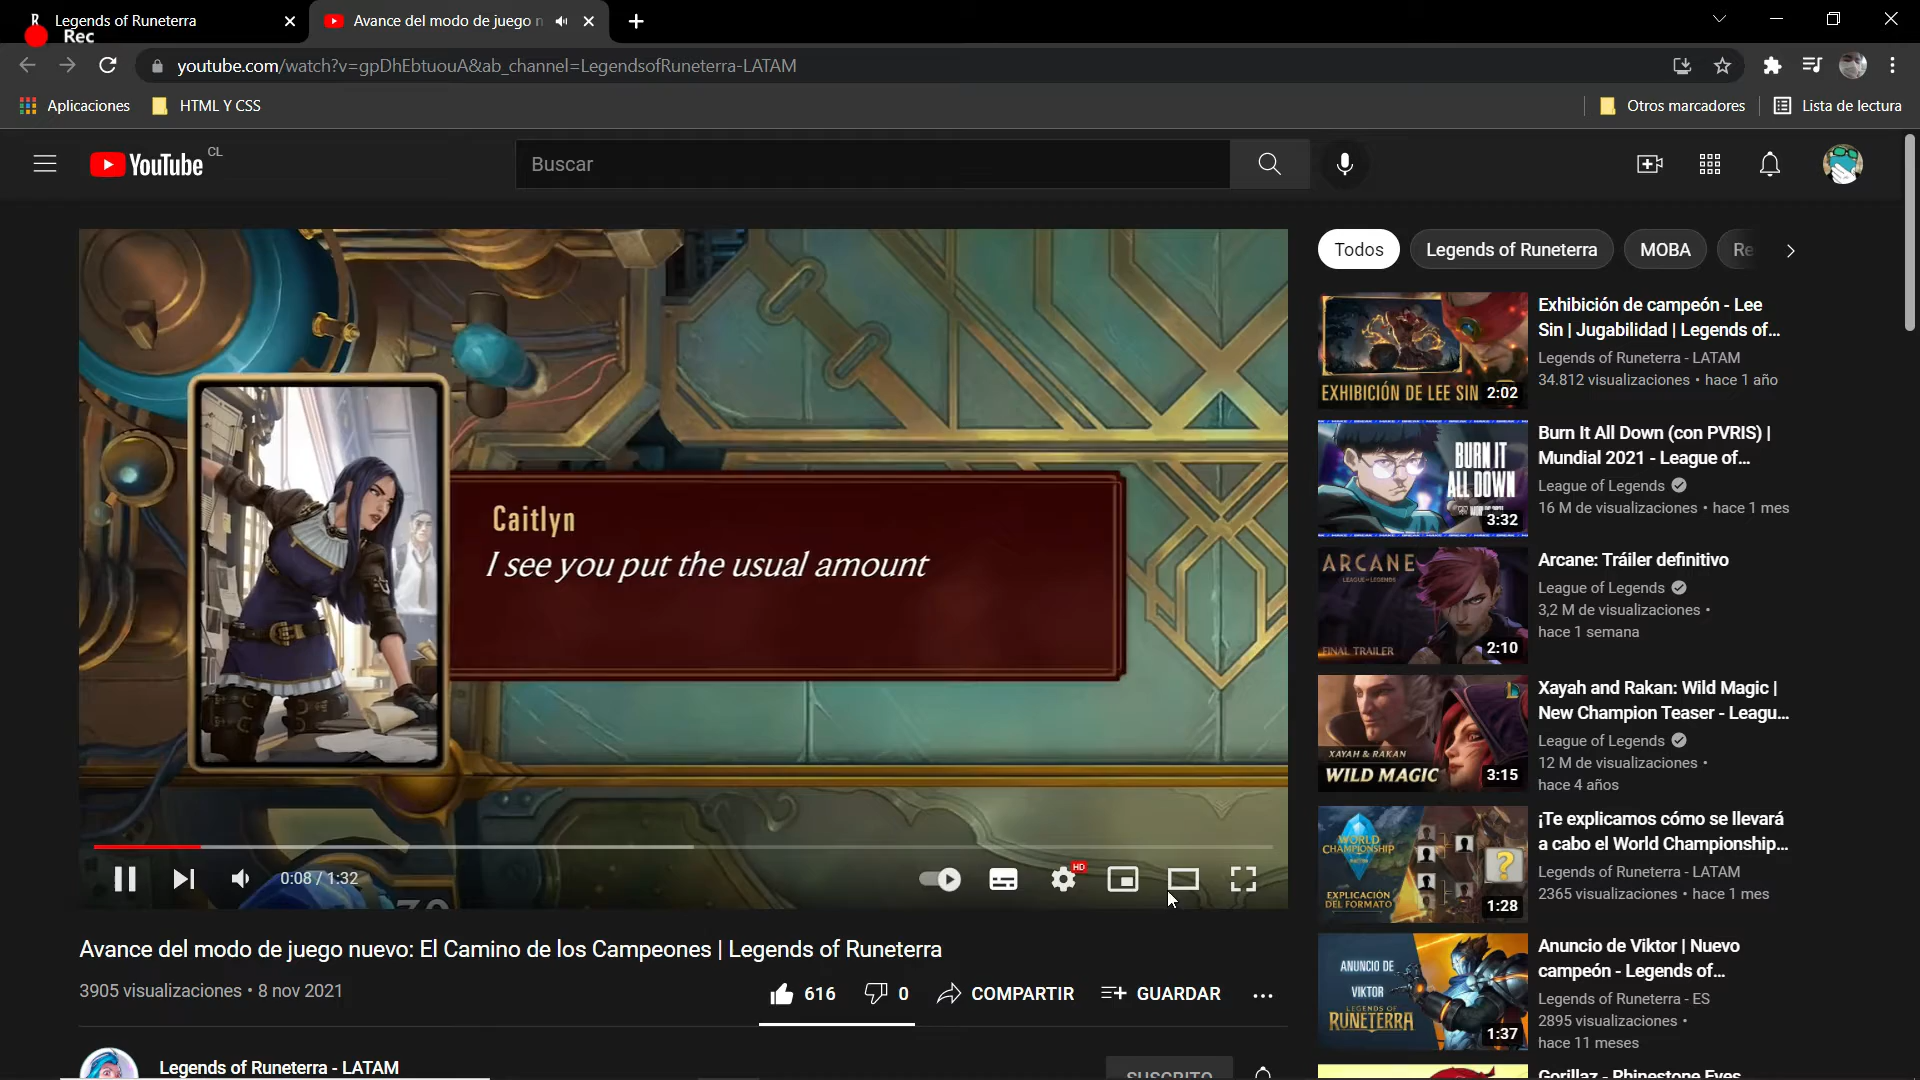 Legends of Runeterra
Avance del modo de juego n
Rec
youtube.com/watch?v=gpDhEbtuouA&ab_channel=LegendsofRuneterra-LATAM
Aplicaciones
HTML Y CSS
Otros marcadores
Lista de lectura
YouTube CL
Buscar
Caitlyn
I see you put the usual amount
0:08 / 1:32
HD
Avance del modo de juego nuevo: El Camino de los Campeones | Legends of Runeterra
3905 visualizaciones • 8 nov 2021
616
0
COMPARTIR
GUARDAR
Legends of Runeterra - LATAM
SUSCRITO
Todos
Legends of Runeterra
MOBA
Re
EXHIBICIÓN DE LEE SIN
2:02
Exhibición de campeón - Lee
Sin | Jugabilidad | Legends of...
Legends of Runeterra - LATAM
34.812 visualizaciones • hace 1 año
BURN IT
ALL DOWN
3:32
Burn It All Down (con PVRIS) |
Mundial 2021 - League of...
League of Legends
16 M de visualizaciones • hace 1 mes
ARCANE
LEAGUE OF LEGENDS
FINAL TRAILER
2:10
Arcane: Tráiler definitivo
League of Legends
3,2 M de visualizaciones •
hace 1 semana
XAYAH & RAKAN
WILD MAGIC
3:15
Xayah and Rakan: Wild Magic |
New Champion Teaser - Leagu...
League of Legends
12 M de visualizaciones •
hace 4 años
WORLD
CHAMPIONSHIP
EXPLICACIÓN
DEL FORMATO
?
1:28
¡Te explicamos cómo se llevará
a cabo el World Championship...
Legends of Runeterra - LATAM
2365 visualizaciones • hace 1 mes
ANUNCIO DE
VIKTOR
LEGENDS OF
RUNETERRA
1:37
Anuncio de Viktor | Nuevo
campeón - Legends of...
Legends of Runeterra - ES
2895 visualizaciones •
hace 11 meses
Gorillaz - Rhinestone Eyes